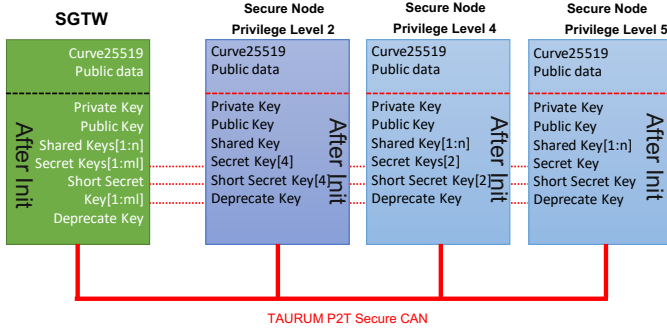 SGTW
Curve25519
Public data
Private Key
Public Key
Shared Keys[1:n]
Secret Keys[1:ml]
Short Secret
Key[1:ml]
Deprecate Key
After Init
Secure Node
Privilege Level 2
Curve25519
Public data
Private Key
Public Key
Shared Key
Secret Key[4]
Short Secret Key[4]
Deprecate Key
After Init
Secure Node
Privilege Level 4
Curve25519
Public data
Private Key
Public Key
Shared Key[1:n]
Secret Keys[2]
Short Secret Key[2]
Deprecate Key
After Init
Secure Node
Privilege Level 5
Curve25519
Public data
Private Key
Public Key
Shared Key[1:n]
Secret Key
Short Secret Key
Deprecate Key
After Init
TAURUM P2T Secure CAN